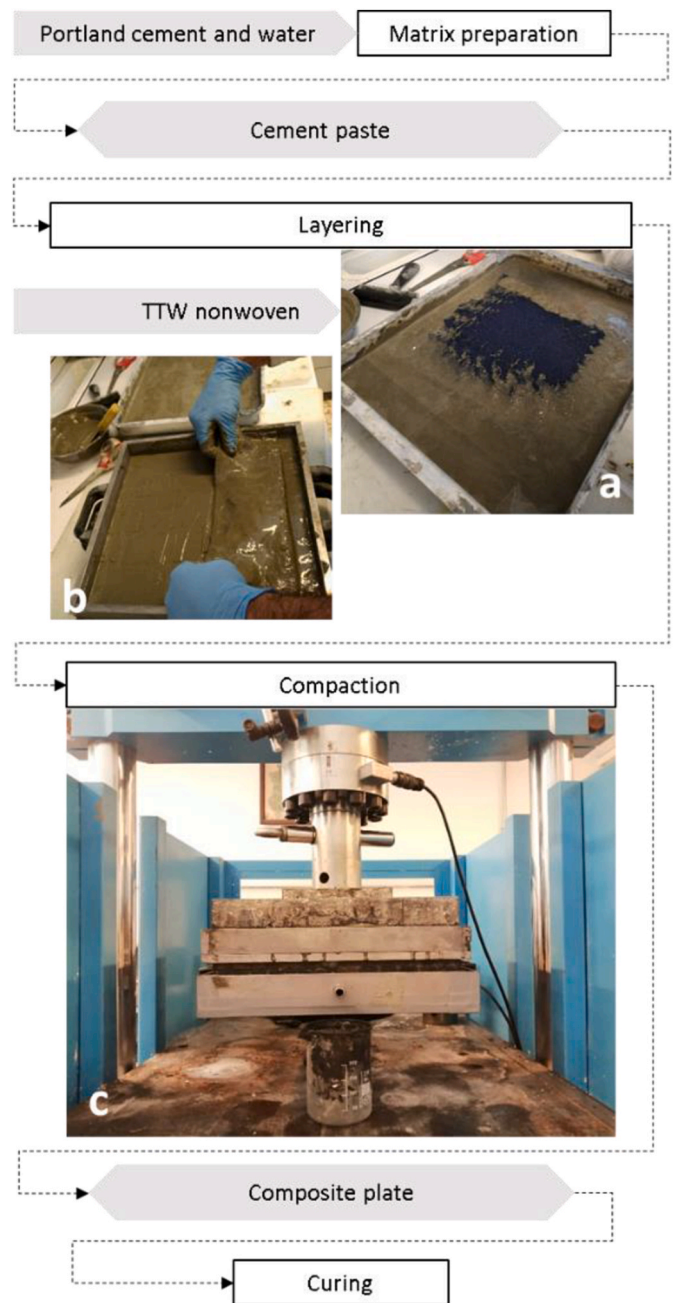 Portland cement and water
Matrix preparation
Cement paste
Layering
TTW nonwoven
a
b
Compaction
c
Composite plate
Curing